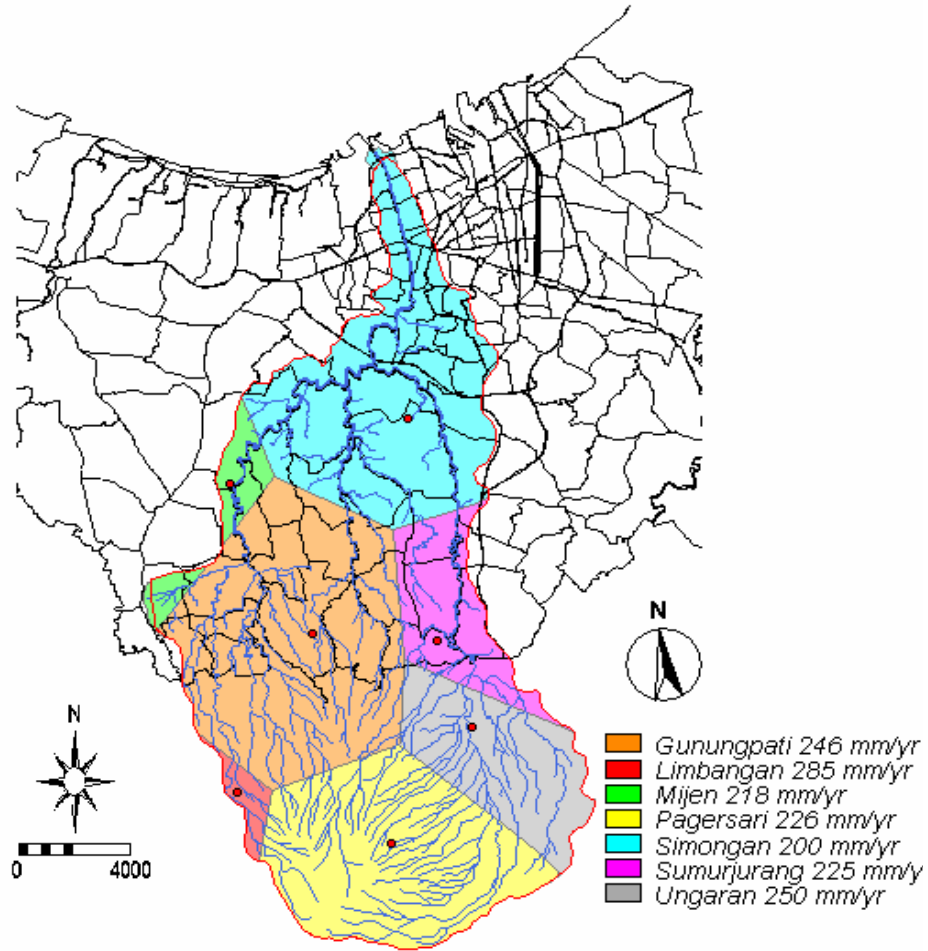 N
N
0 4000
Gunungpati 246 mm/yr
Limbangan 285 mm/yr
Mijen 218 mm/yr
Pagersari 226 mm/yr
Simongan 200 mm/yr
Sumurjurang 225 mm/y
Ungaran 250 mm/yr